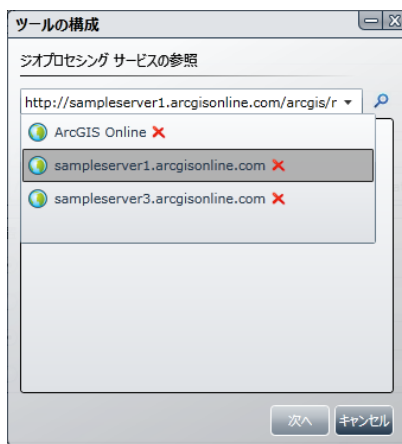 ツールの構成
ジオプロセシング サービスの参照
http://sampleserver1.arcgisonline.com/arcgis/r
ArcGIS Online
sampleserver1.arcgisonline.com
sampleserver3.arcgisonline.com
次へ キャンセル